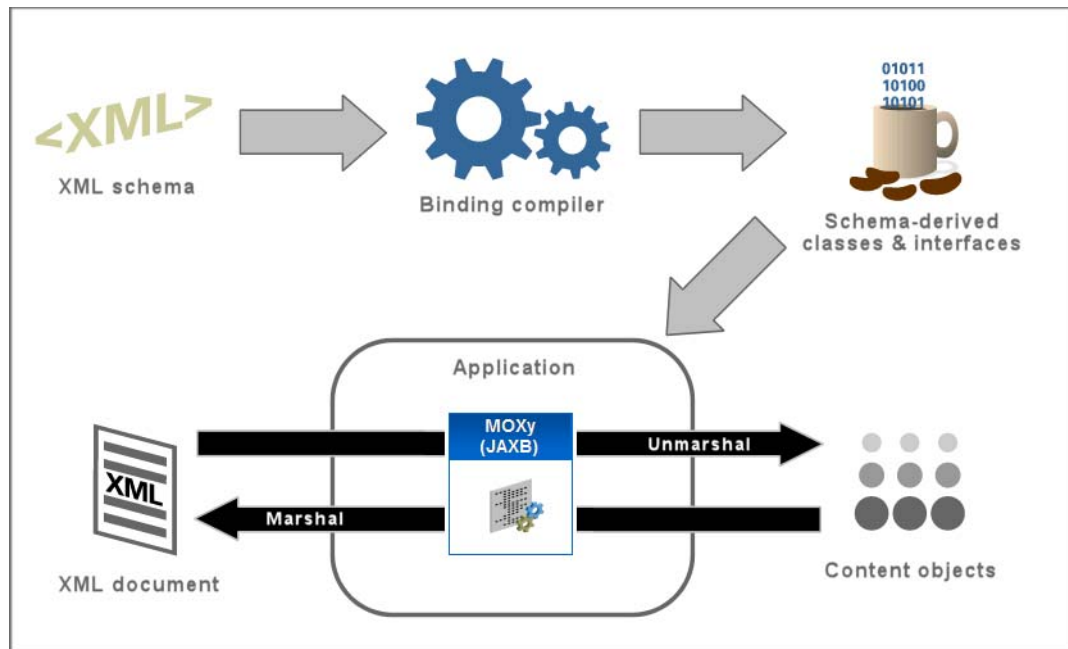 <XML>
XML schema
Binding compiler
01011
10100
10101
Schema-derived
classes & interfaces
Application
MOXy
(JAXB)
Unmarshal
XML
Marshal
XML document
Content objects